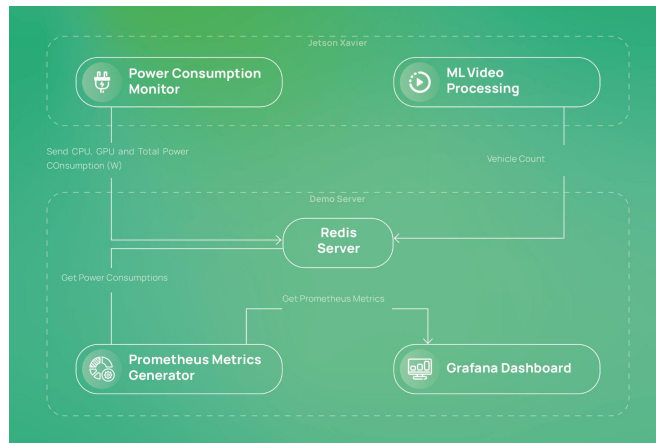 Jetson Xavier
Power Consumption
Monitor
ML Video
Processing
Send CPU, GPU and Total Power
COnsumption (W)
Vehicle Count
Demo Server
Redis
Server
Get Power Consumptions
Get Prometheus Metrics
Prometheus Metrics
Generator
Grafana Dashboard